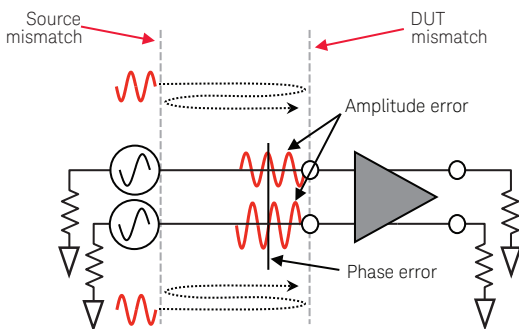 Source
mismatch
DUT
mismatch
Amplitude error
Phase error